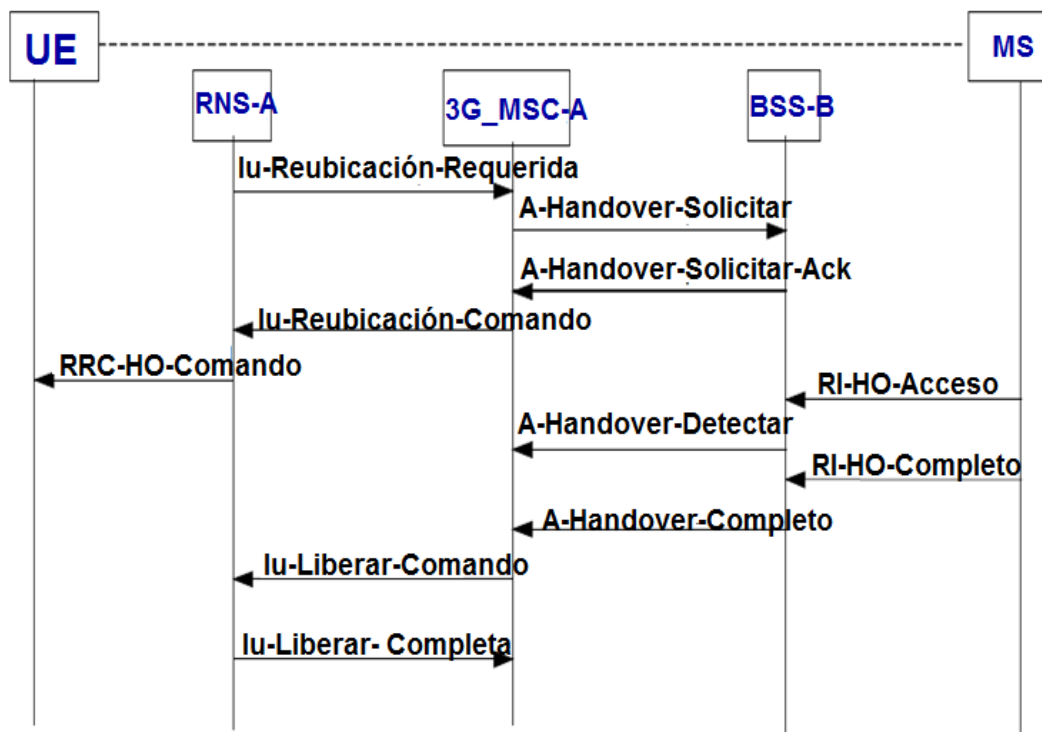 UE
MS
RNS-A
3G_MSC-A
BSS-B
Iu-Reubicación-Requerida
A-Handover-Solicitar
A-Handover-Solicitar-Ack
Iu-Reubicación-Comando
RRC-HO-Comando
RI-HO-Acceso
A-Handover-Detectar
RI-HO-Completo
A-Handover-Completo
Iu-Liberar-Comando
Iu-Liberar- Completa